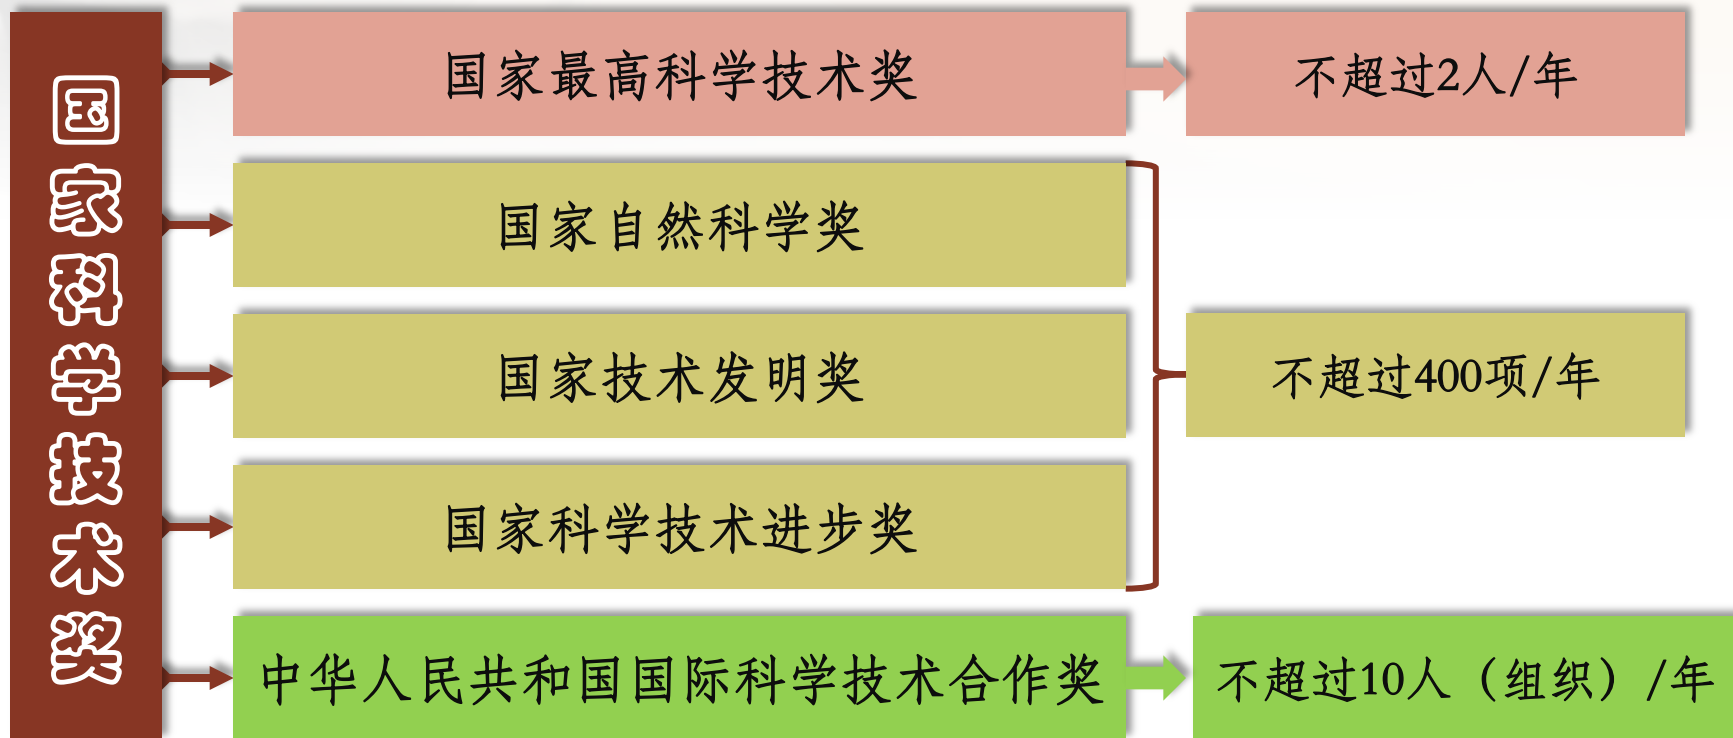 国家科学技术奖
国家最高科学技术奖
不超过2人/年
国家自然科学奖
国家技术发明奖
不超过400项/年
国家科学技术进步奖
中华人民共和国国际科学技术合作奖
不超过10人（组织）/年